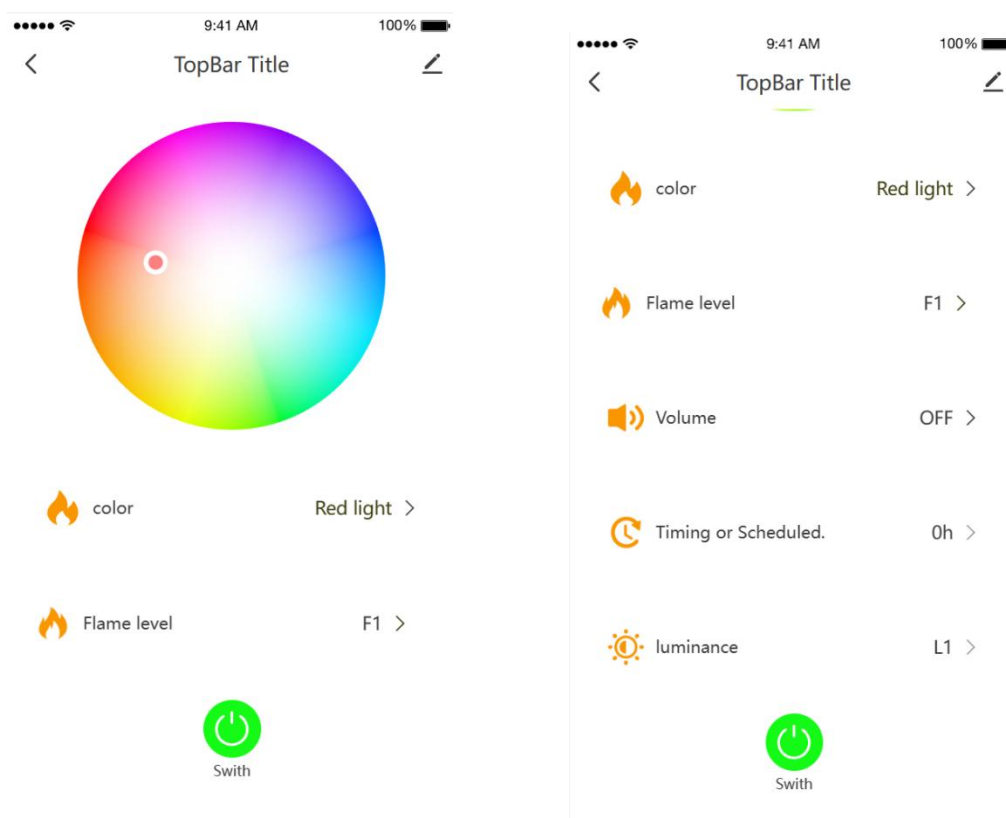 9:41 AM 100%
TopBar Title
color Red light
Flame level F1
Swith
9:41 AM 100%
TopBar Title
color Red light
Flame level F1
Volume OFF
Timing or Scheduled. 0h
luminance L1
Swith